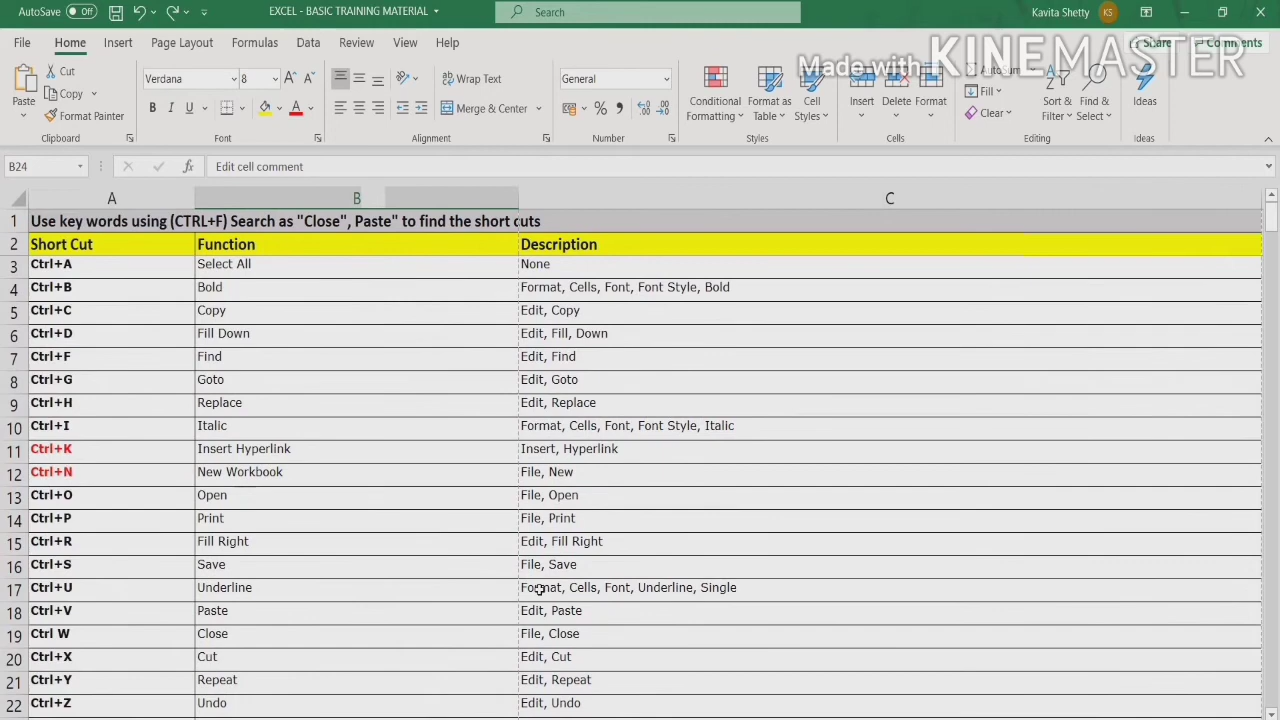 AutoSave Off EXCEL - BASIC TRAINING MATERIAL Search Kavita Shetty KS
File Home Insert Page Layout Formulas Data Review View Help Share Comments
Made with KINEMASTER
Paste Cut Copy Format Painter
Verdana 8 B I U A
Wrap Text Merge & Center
General %
Conditional Formatting Format as Table Cell Styles
Insert Delete Format
AutoSum Fill Clear Sort & Filter Find & Select Ideas
Clipboard Font Alignment Number Styles Cells Editing Ideas
B24 fx Edit cell comment
A B C
1 Use key words using (CTRL+F) Search as "Close", Paste" to find the short cuts
2 Short Cut Function Description
3 Ctrl+A Select All None
4 Ctrl+B Bold Format, Cells, Font, Font Style, Bold
5 Ctrl+C Copy Edit, Copy
6 Ctrl+D Fill Down Edit, Fill, Down
7 Ctrl+F Find Edit, Find
8 Ctrl+G Goto Edit, Goto
9 Ctrl+H Replace Edit, Replace
10 Ctrl+I Italic Format, Cells, Font, Font Style, Italic
11 Ctrl+K Insert Hyperlink Insert, Hyperlink
12 Ctrl+N New Workbook File, New
13 Ctrl+O Open File, Open
14 Ctrl+P Print File, Print
15 Ctrl+R Fill Right Edit, Fill Right
16 Ctrl+S Save File, Save
17 Ctrl+U Underline Format, Cells, Font, Underline, Single
18 Ctrl+V Paste Edit, Paste
19 Ctrl W Close File, Close
20 Ctrl+X Cut Edit, Cut
21 Ctrl+Y Repeat Edit, Repeat
22 Ctrl+Z Undo Edit, Undo